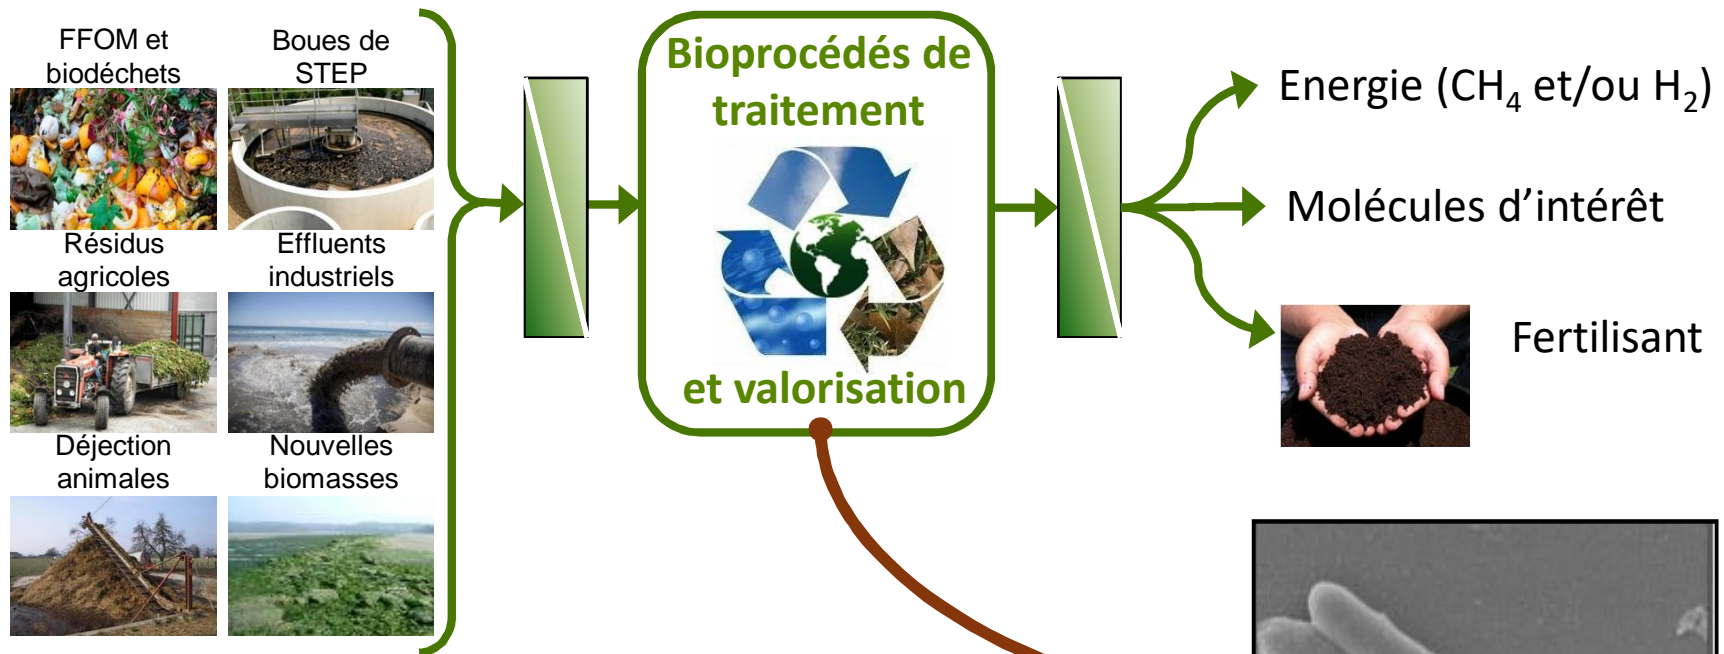 FFOM et
biodéchets
Boues de
STEP
Résidus
agricoles
Effluents
industriels
Déjection
animales
Nouvelles
biomasses
Bioprocédés de
traitement
et valorisation
Energie (CH₄ et/ou H₂)
Molécules d’intérêt
Fertilisant